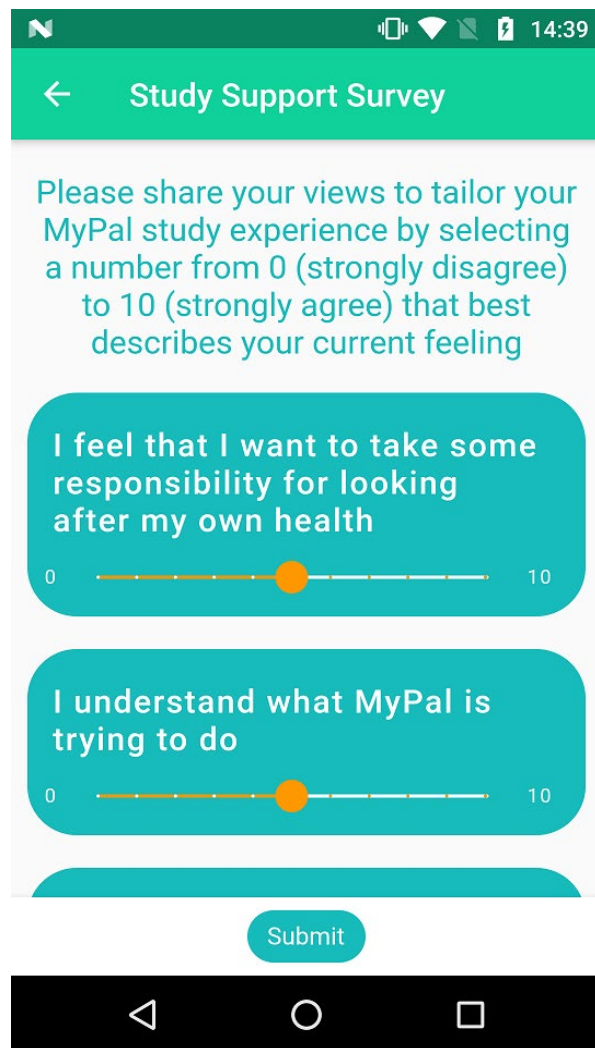 14:39
Study Support Survey
Please share your views to tailor your
MyPal study experience by selecting
a number from 0 (strongly disagree)
to 10 (strongly agree) that best
describes your current feeling
I feel that I want to take some
responsibility for looking
after my own health
0 10
I understand what MyPal is
trying to do
0 10
Submit